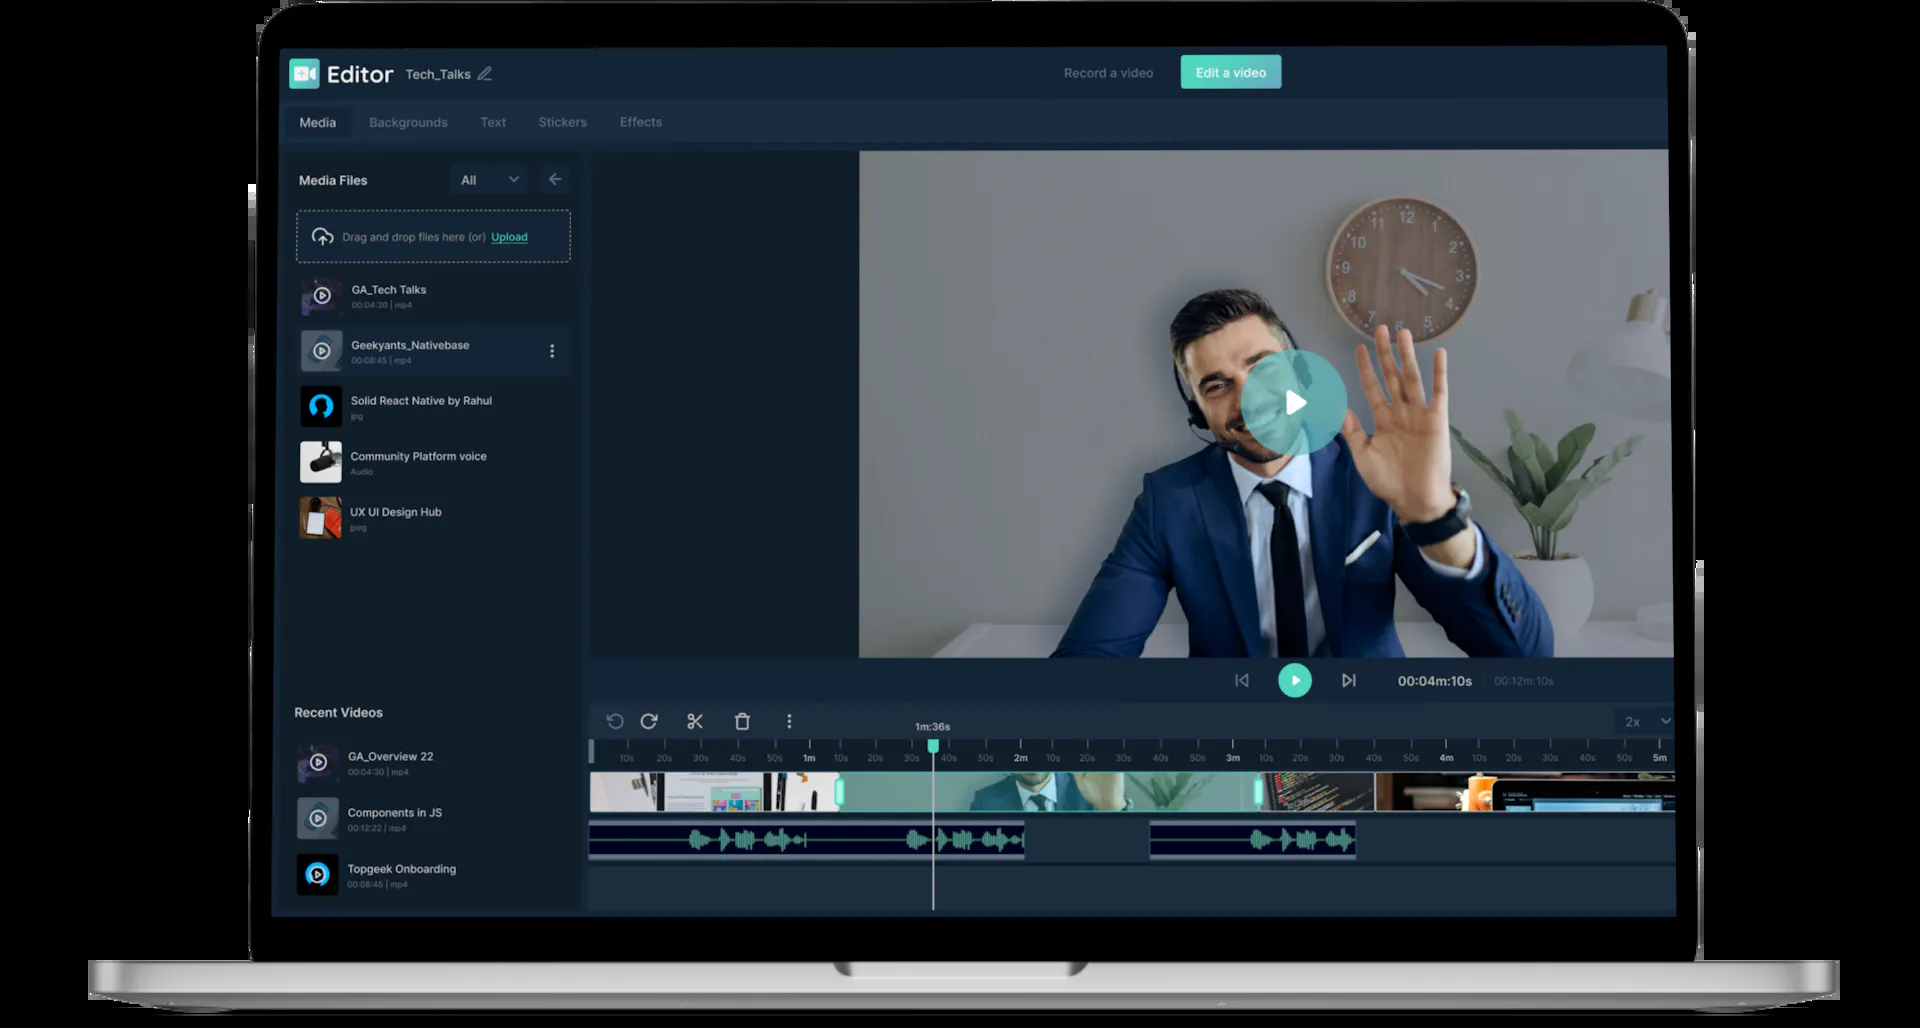 Editor Tech_Talks
Record a video
Edit a video
Media
Backgrounds
Text
Stickers
Effects
Media Files
All
Drag and drop files here (or) Upload
GA_Tech Talks
00:04:30 | mp4
Geekyants_Nativebase
00:08:45 | mp4
Solid React Native by Rahul
jpg
Community Platform voice
Audio
UX UI Design Hub
jpeg
12
1
2
3
4
5
6
7
8
9
10
11
00:04m:10s
00:12m:10s
Recent Videos
GA_Overview 22
00:04:30 | mp4
Components in JS
00:12:22 | mp4
Topgeek Onboarding
00:08:45 | mp4
2x
1m:36s
10s 20s 30s 40s 50s 1m 10s 20s 30s 40s 50s 2m 10s 20s 30s 40s 50s 3m 10s 20s 30s 40s 50s 4m 10s 20s 30s 40s 50s 5m